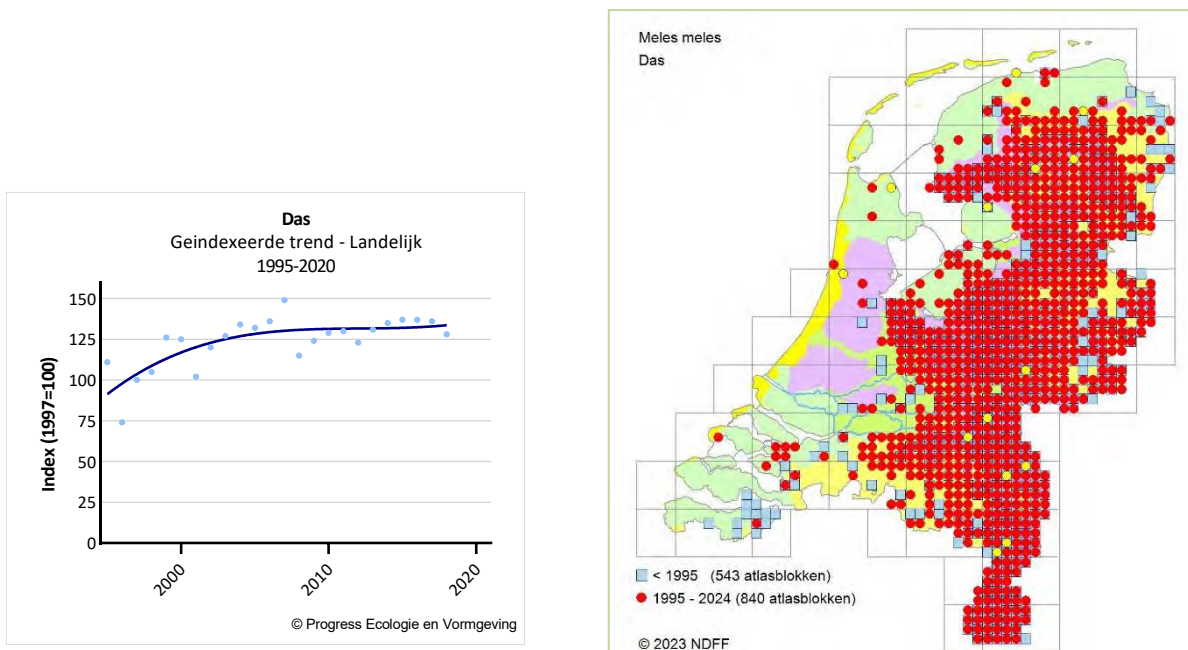 Das
Geindexeerde trend - Landelijk
1995-2020
Index (1997=100)
150
125
100
75
50
25
0
2000
2010
2020
© Progress Ecologie en Vormgeving
Meles meles
Das
< 1995 (543 atlasblokken)
1995 - 2024 (840 atlasblokken)
© 2023 NDFF